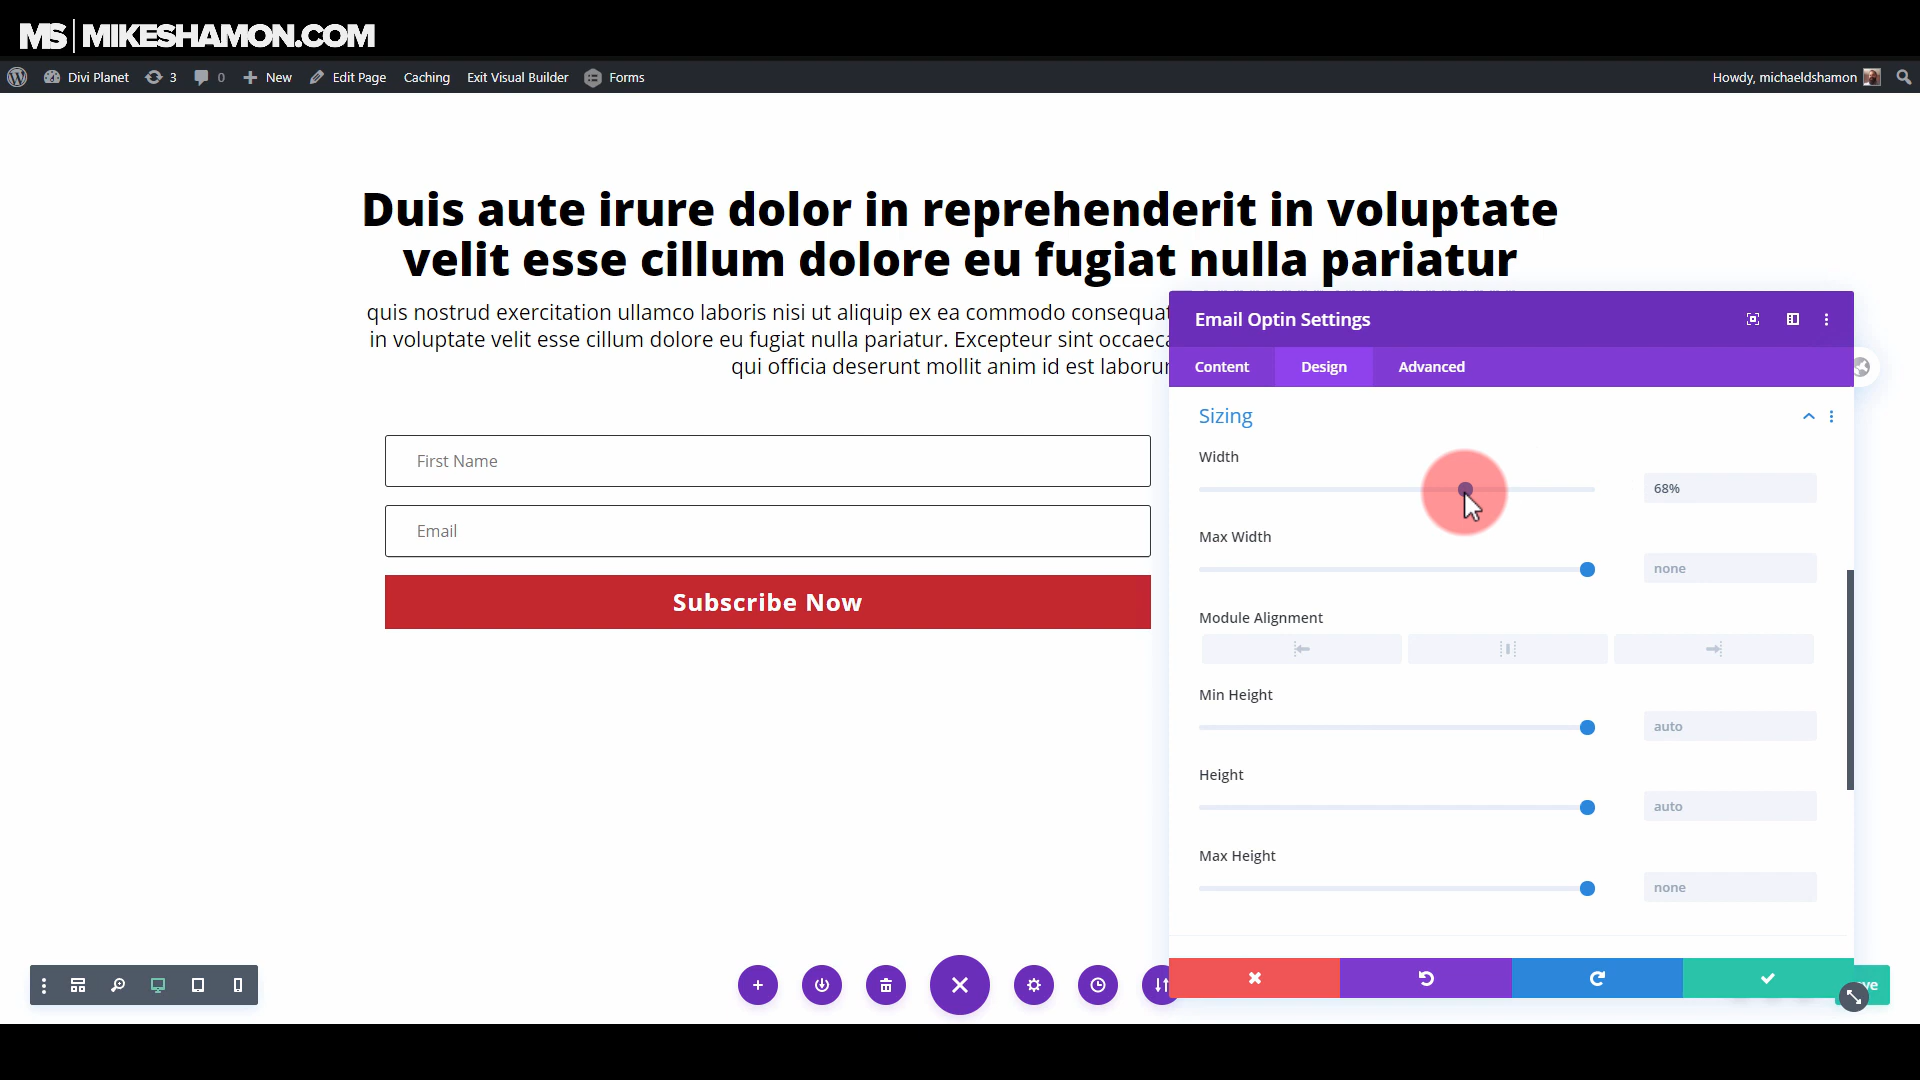 MS | MIKESHAMON.COM
Divi Planet 3 0 New Edit Page Caching Exit Visual Builder Forms Howdy, michaeldshamon
Duis aute irure dolor in reprehenderit in voluptate
velit esse cillum dolore eu fugiat nulla pariatur
quis nostrud exercitation ullamco laboris nisi ut aliquip ex ea commodo consequat
in voluptate velit esse cillum dolore eu fugiat nulla pariatur. Excepteur sint occaeca
qui officia deserunt mollit anim id est laborum
First Name
Email
Subscribe Now
Email Optin Settings
Content Design Advanced
Sizing
Width
68%
Max Width
none
Module Alignment
Min Height
auto
Height
auto
Max Height
none